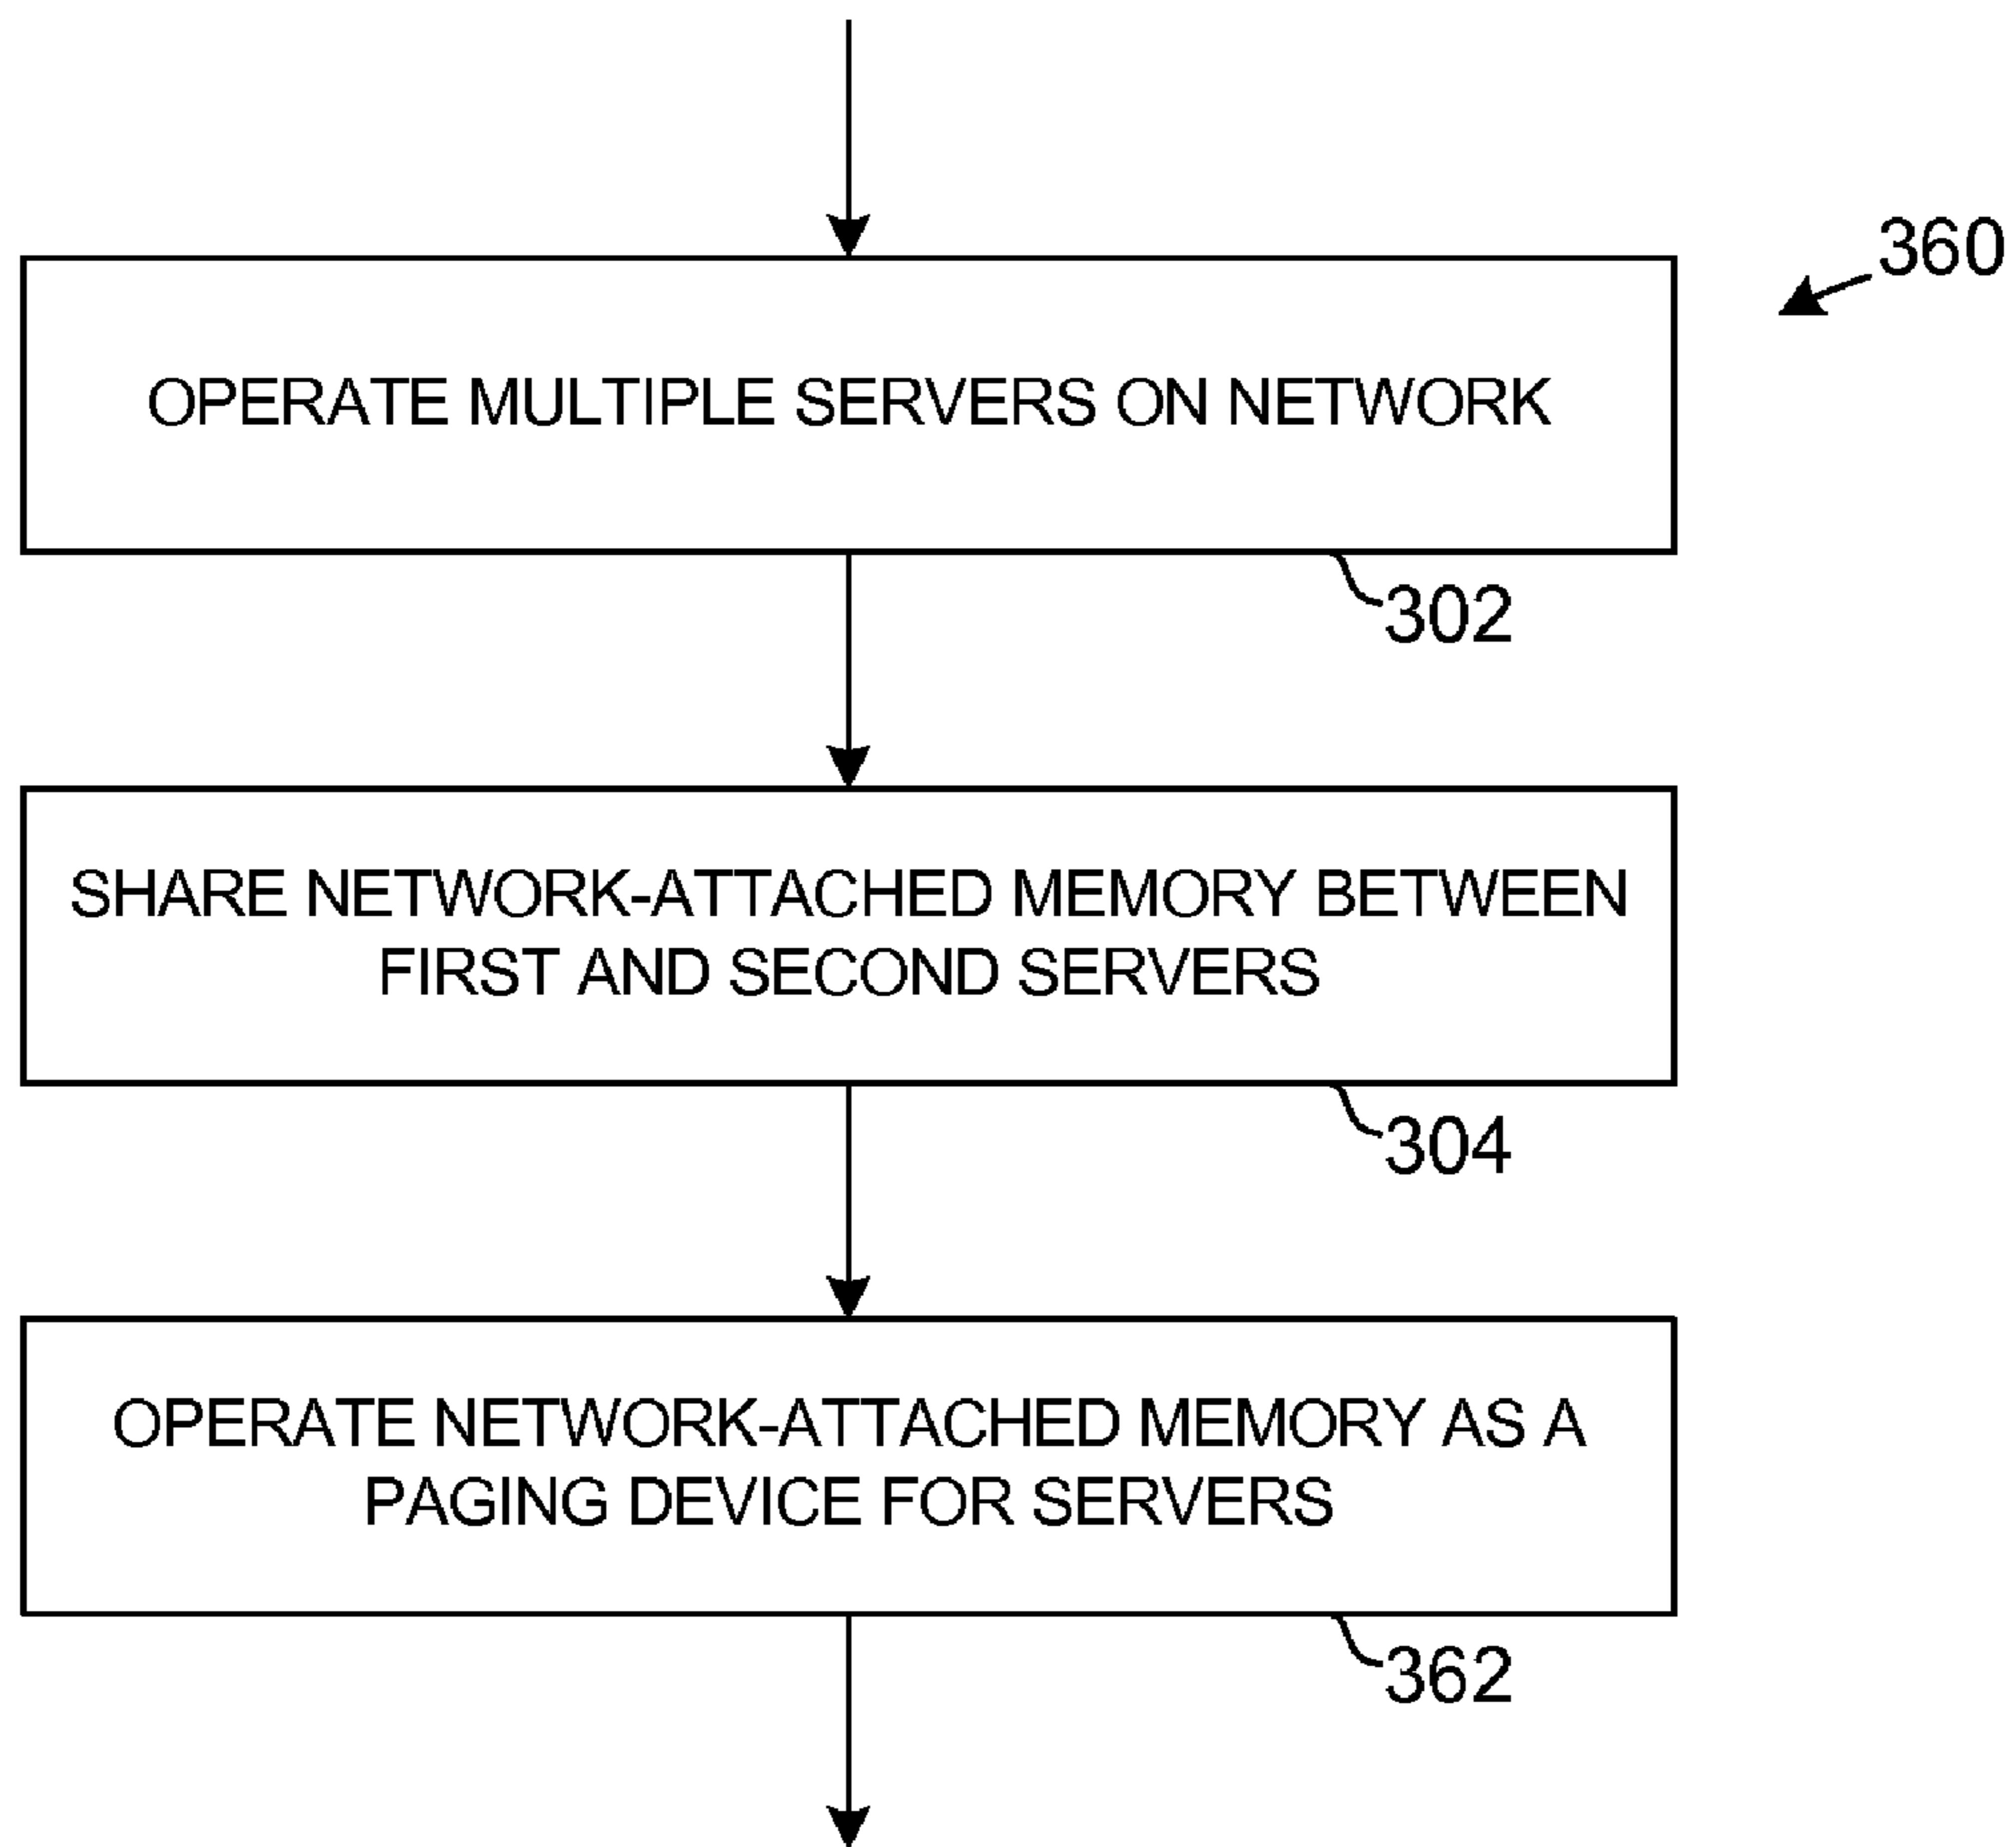 360
OPERATE MULTIPLE SERVERS ON NETWORK
302
SHARE NETWORK-ATTACHED MEMORY BETWEEN
FIRST AND SECOND SERVERS
304
OPERATE NETWORK-ATTACHED MEMORY AS A
PAGING DEVICE FOR SERVERS
362